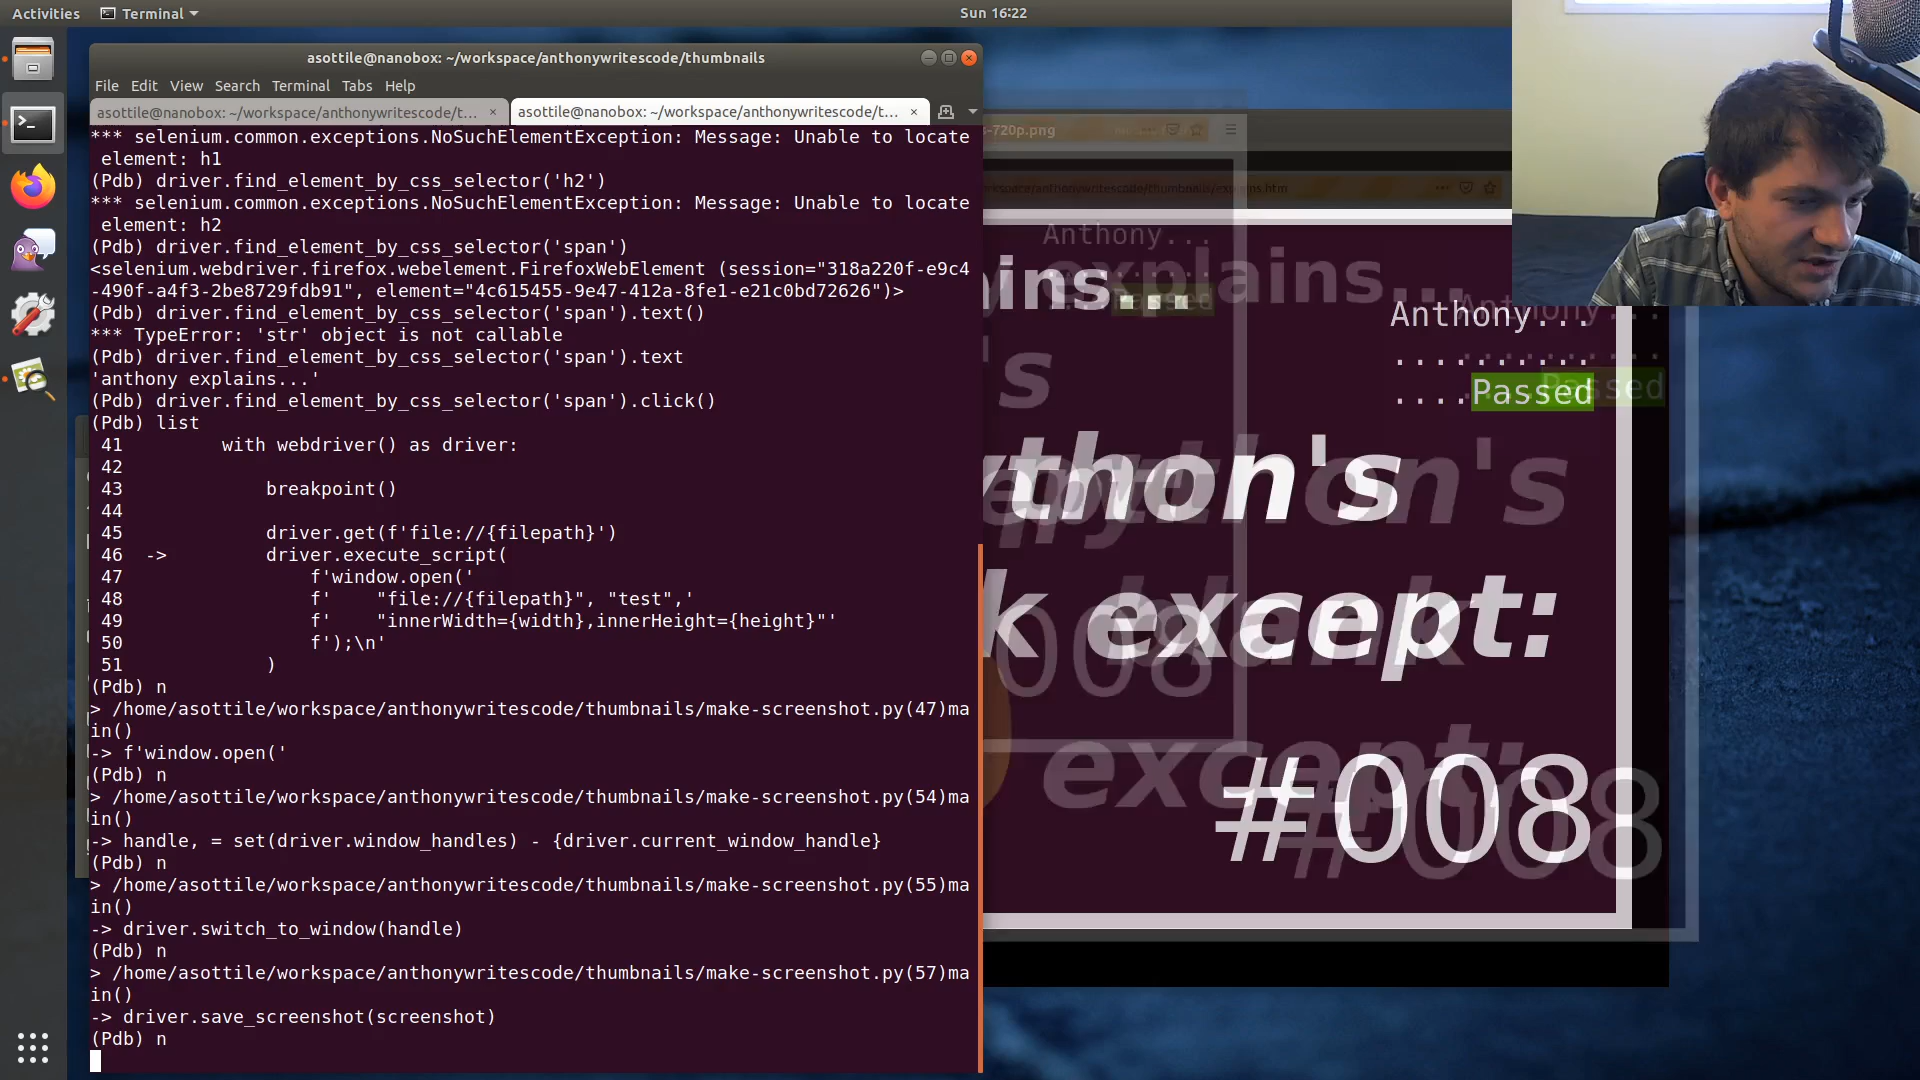 Activities
Terminal
Sun 16:22
asottile@nanobox: ~/workspace/anthonywritescode/thumbnails
File Edit View Search Terminal Tabs Help
asottile@nanobox: ~/workspace/anthonywritescode/t...
asottile@nanobox: ~/workspace/anthonywritescode/t...
*** selenium.common.exceptions.NoSuchElementException: Message: Unable to locate
 element: h1
(Pdb) driver.find_element_by_css_selector('h2')
*** selenium.common.exceptions.NoSuchElementException: Message: Unable to locate
 element: h2
(Pdb) driver.find_element_by_css_selector('span')
<selenium.webdriver.firefox.webelement.FirefoxWebElement (session="318a220f-e9c4
-490f-a4f3-2be8729fdb91", element="4c615455-9e47-412a-8fe1-e21c0bd72626")>
(Pdb) driver.find_element_by_css_selector('span').text()
*** TypeError: 'str' object is not callable
(Pdb) driver.find_element_by_css_selector('span').text
'anthony explains...'
(Pdb) driver.find_element_by_css_selector('span').click()
(Pdb) list
41 with webdriver() as driver:
42
43 breakpoint()
44
45 driver.get(f'file://{filepath}')
46 -> driver.execute_script(
47 f'window.open('
48 f'    "file://{filepath}", "test",'
49 f'    "innerWidth={width},innerHeight={height}"'
50 f');\n'
51 )
(Pdb) n
> /home/asottile/workspace/anthonywritescode/thumbnails/make-screenshot.py(47)ma
in()
-> f'window.open('
(Pdb) n
> /home/asottile/workspace/anthonywritescode/thumbnails/make-screenshot.py(54)ma
in()
-> handle, = set(driver.window_handles) - {driver.current_window_handle}
(Pdb) n
> /home/asottile/workspace/anthonywritescode/thumbnails/make-screenshot.py(55)ma
in()
-> driver.switch_to_window(handle)
(Pdb) n
> /home/asottile/workspace/anthonywritescode/thumbnails/make-screenshot.py(57)ma
in()
-> driver.save_screenshot(screenshot)
(Pdb) n
-720p.png
Anthony...
explains...
ins...
Anthony...
..........
....Passed
Passed
's
thon's
on's
k except:
008
except:
#008
#008